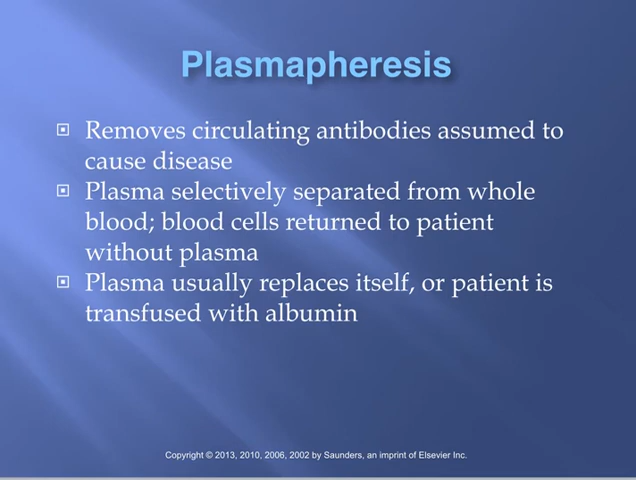 Plasmapheresis
Removes circulating antibodies assumed to
cause disease
Plasma selectively separated from whole
blood; blood cells returned to patient
without plasma
Plasma usually replaces itself, or patient is
transfused with albumin
Copyright © 2013, 2010, 2006, 2002 by Saunders, an imprint of Elsevier Inc.